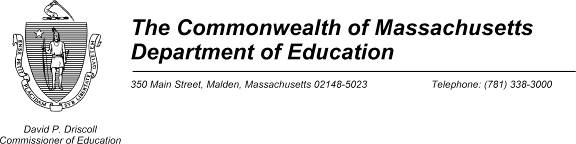 The Commonwealth of Massachusetts
Department of Education
350 Main Street, Malden, Massachusetts 02148-5023 Telephone: (781) 338-3000
David P. Driscoll
Commissioner of Education